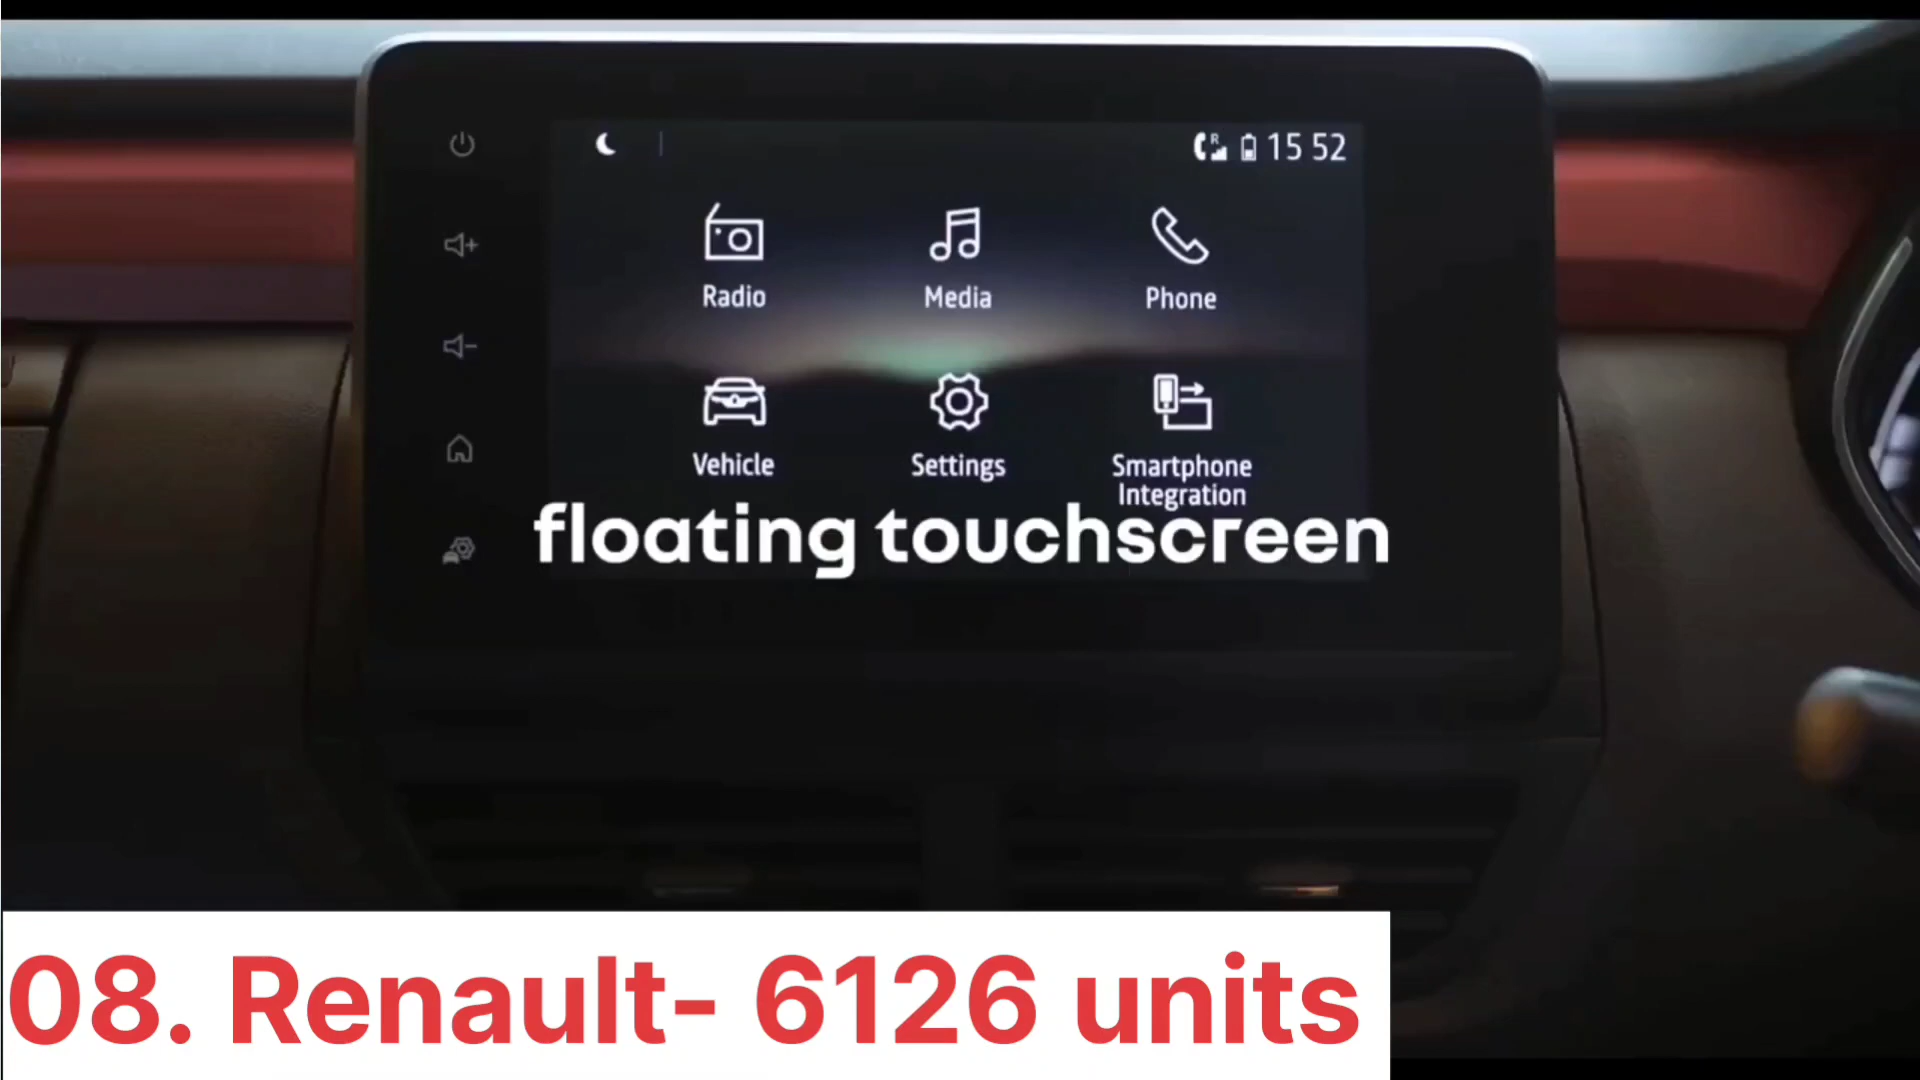 R 15 52
Radio Media Phone
Vehicle Settings Smartphone
Integration
floating touchscreen
08. Renault- 6126 units